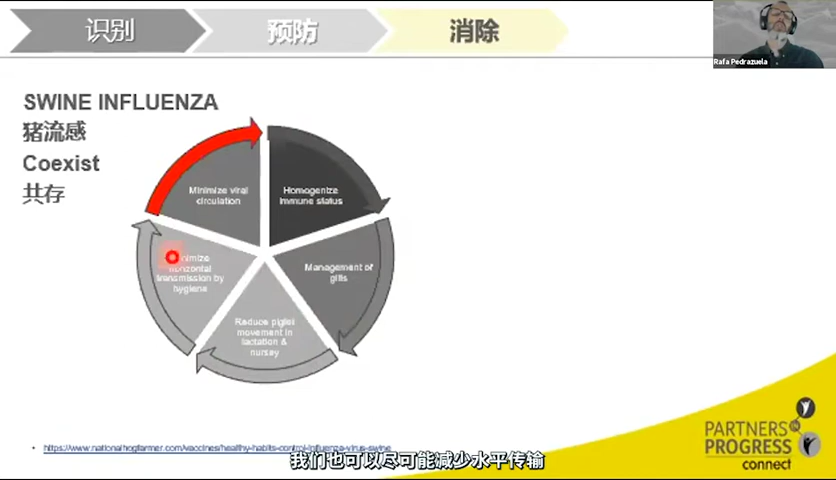 识别
预防
消除
Rafa Pedrazuela
SWINE INFLUENZA
猪流感
Coexist
共存
Minimize viral
circulation
Homogenize
immune status
Management of
gilts
Reduce piglet
movement in
lactation &
nursey
nimize
horizontal
transmission by
hygiene
• https://www.nationalhogfarmer.com/vaccines/healthy-habits-control-influenza-virus-swine
PARTNERS
IN
PROGRESS
connect
我们也可以尽可能减少水平传输